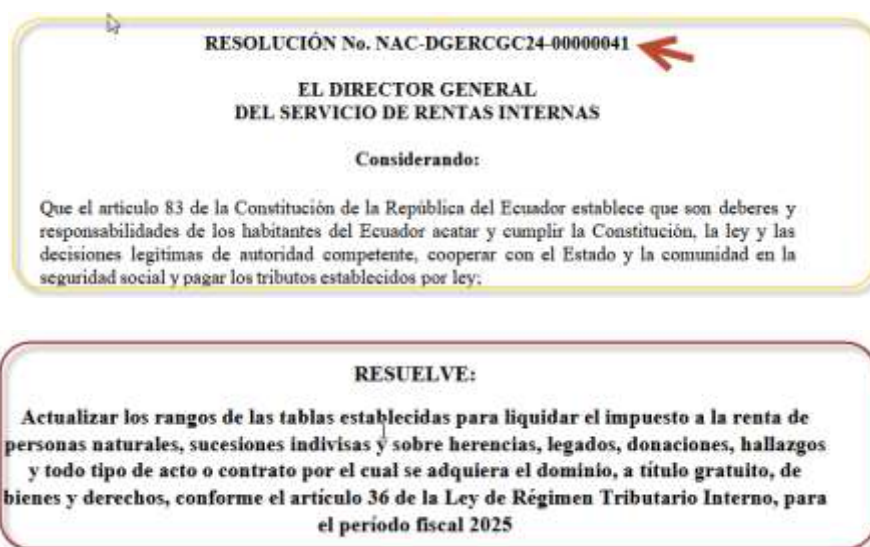 RESOLUCIÓN No. NAC-DGERCGC24-00000041
EL DIRECTOR GENERAL
DEL SERVICIO DE RENTAS INTERNAS
Considerando:
Que el artículo 83 de la Constitución de la República del Ecuador establece que son deberes y
responsabilidades de los habitantes del Ecuador acatar y cumplir la Constitución, la ley y las
decisiones legítimas de autoridad competente, cooperar con el Estado y la comunidad en la
seguridad social y pagar los tributos establecidos por ley;
RESUELVE:
Actualizar los rangos de las tablas establecidas para liquidar el impuesto a la renta de
personas naturales, sucesiones indivisas y sobre herencias, legados, donaciones, hallazgos
y todo tipo de acto o contrato por el cual se adquiera el dominio, a título gratuito, de
bienes y derechos, conforme el artículo 36 de la Ley de Régimen Tributario Interno, para
el período fiscal 2025